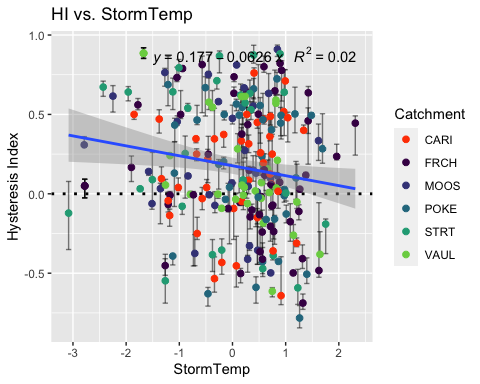 HI vs. StormTemp
y = 0.177 - 0.0626 x R² = 0.02
Hysteresis Index
1.0
0.5
0.0
-0.5
-3
-2
-1
0
1
2
StormTemp
Catchment
CARI
FRCH
MOOS
POKE
STRT
VAUL